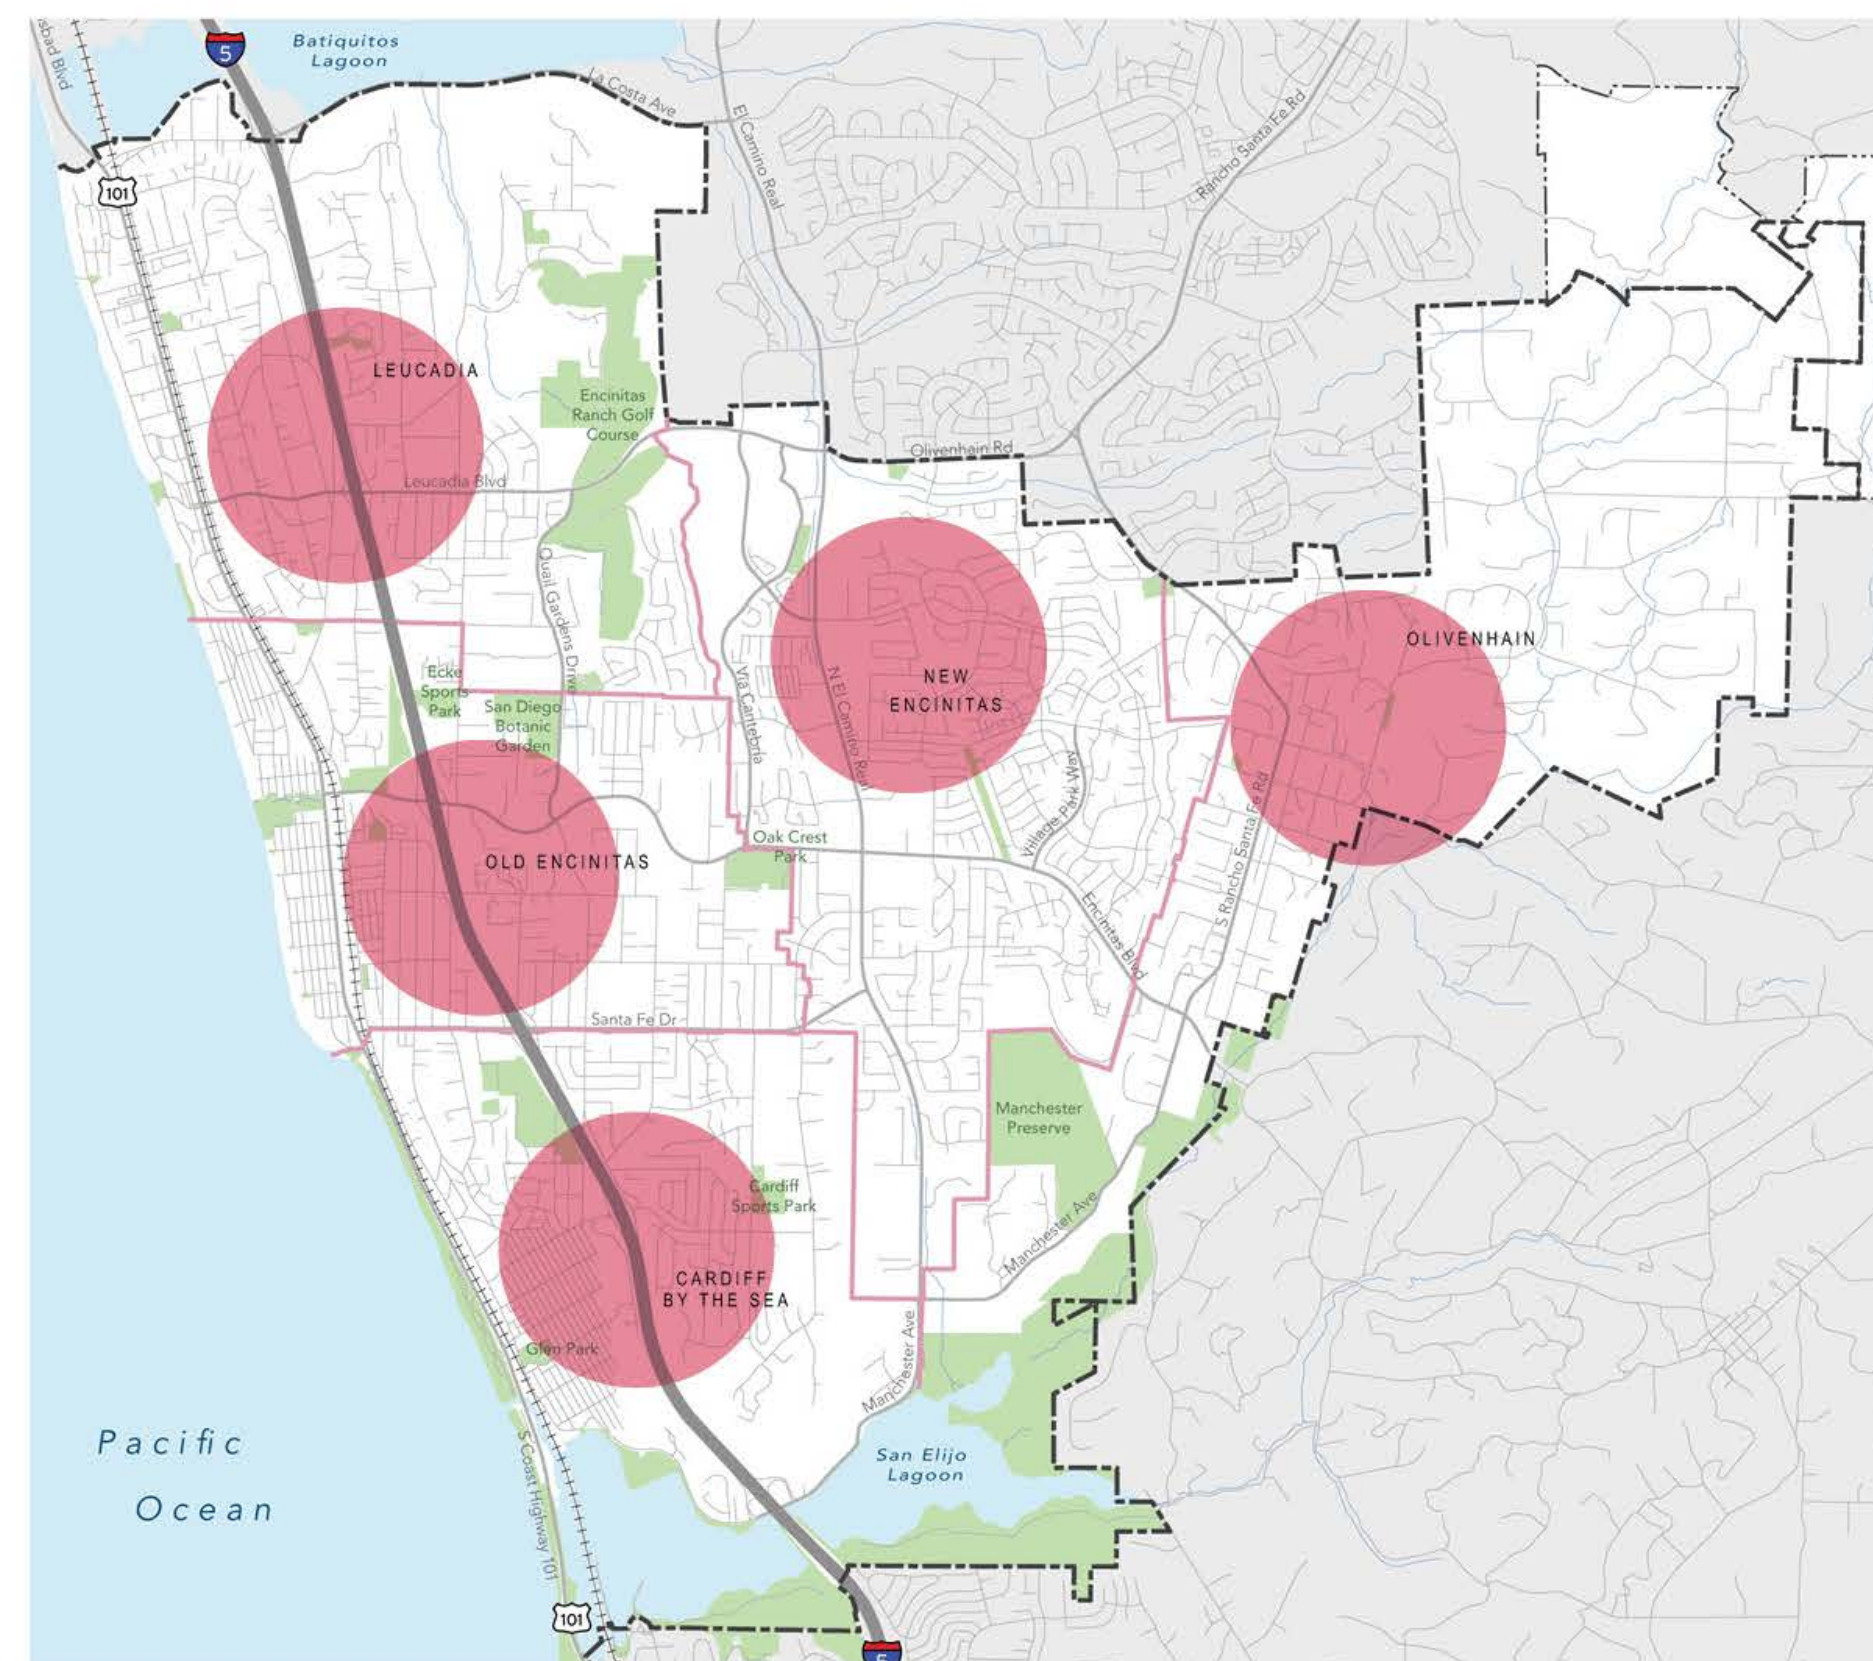 sbad Blvd
5
Batiquitos
Lagoon
La Costa Ave
El Camino Real
Rancho Santa Fe Rd
101
LEUCADIA
Encinitas
Ranch Golf
Course
Olivenhain Rd
Leucadia Blvd
Quail Gardens Drive
OLIVENHAIN
Ecke
Sports
Park
San Diego
Botanic
Garden
Via Cantebria
N El Camino Real
NEW
ENCINITAS
Village Park Way
S Rancho Santa Fe Rd
Oak Crest
Park
OLD ENCINITAS
Encinitas Blvd
Santa Fe Dr
Manchester
Preserve
Cardiff
Sports Park
Manchester Ave
CARDIFF
BY THE SEA
Glen Park
Manchester Ave
Pacific
Ocean
San Elijo
Lagoon
S Coast Highway 101
101
5